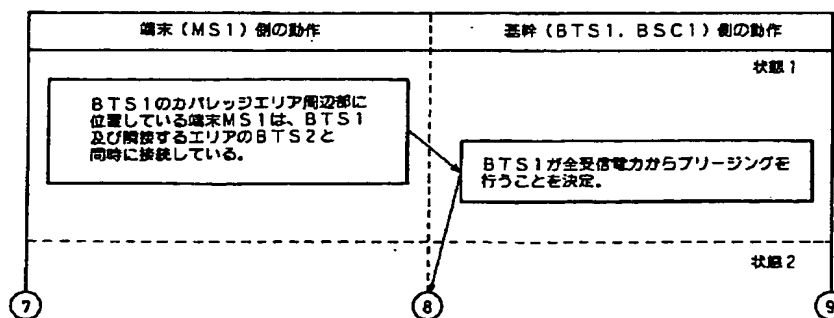 端末（MS1）側の動作
基幹（BTS1．BSC1）側の動作
状態1
BTS1のカバレッジエリア周辺部に
位置している端末MS1は、BTS1
及び隣接するエリアのBTS2と
同時に接続している。
BTS1が全受信電力からブリージングを
行うことを決定。
状態2
7
8
9